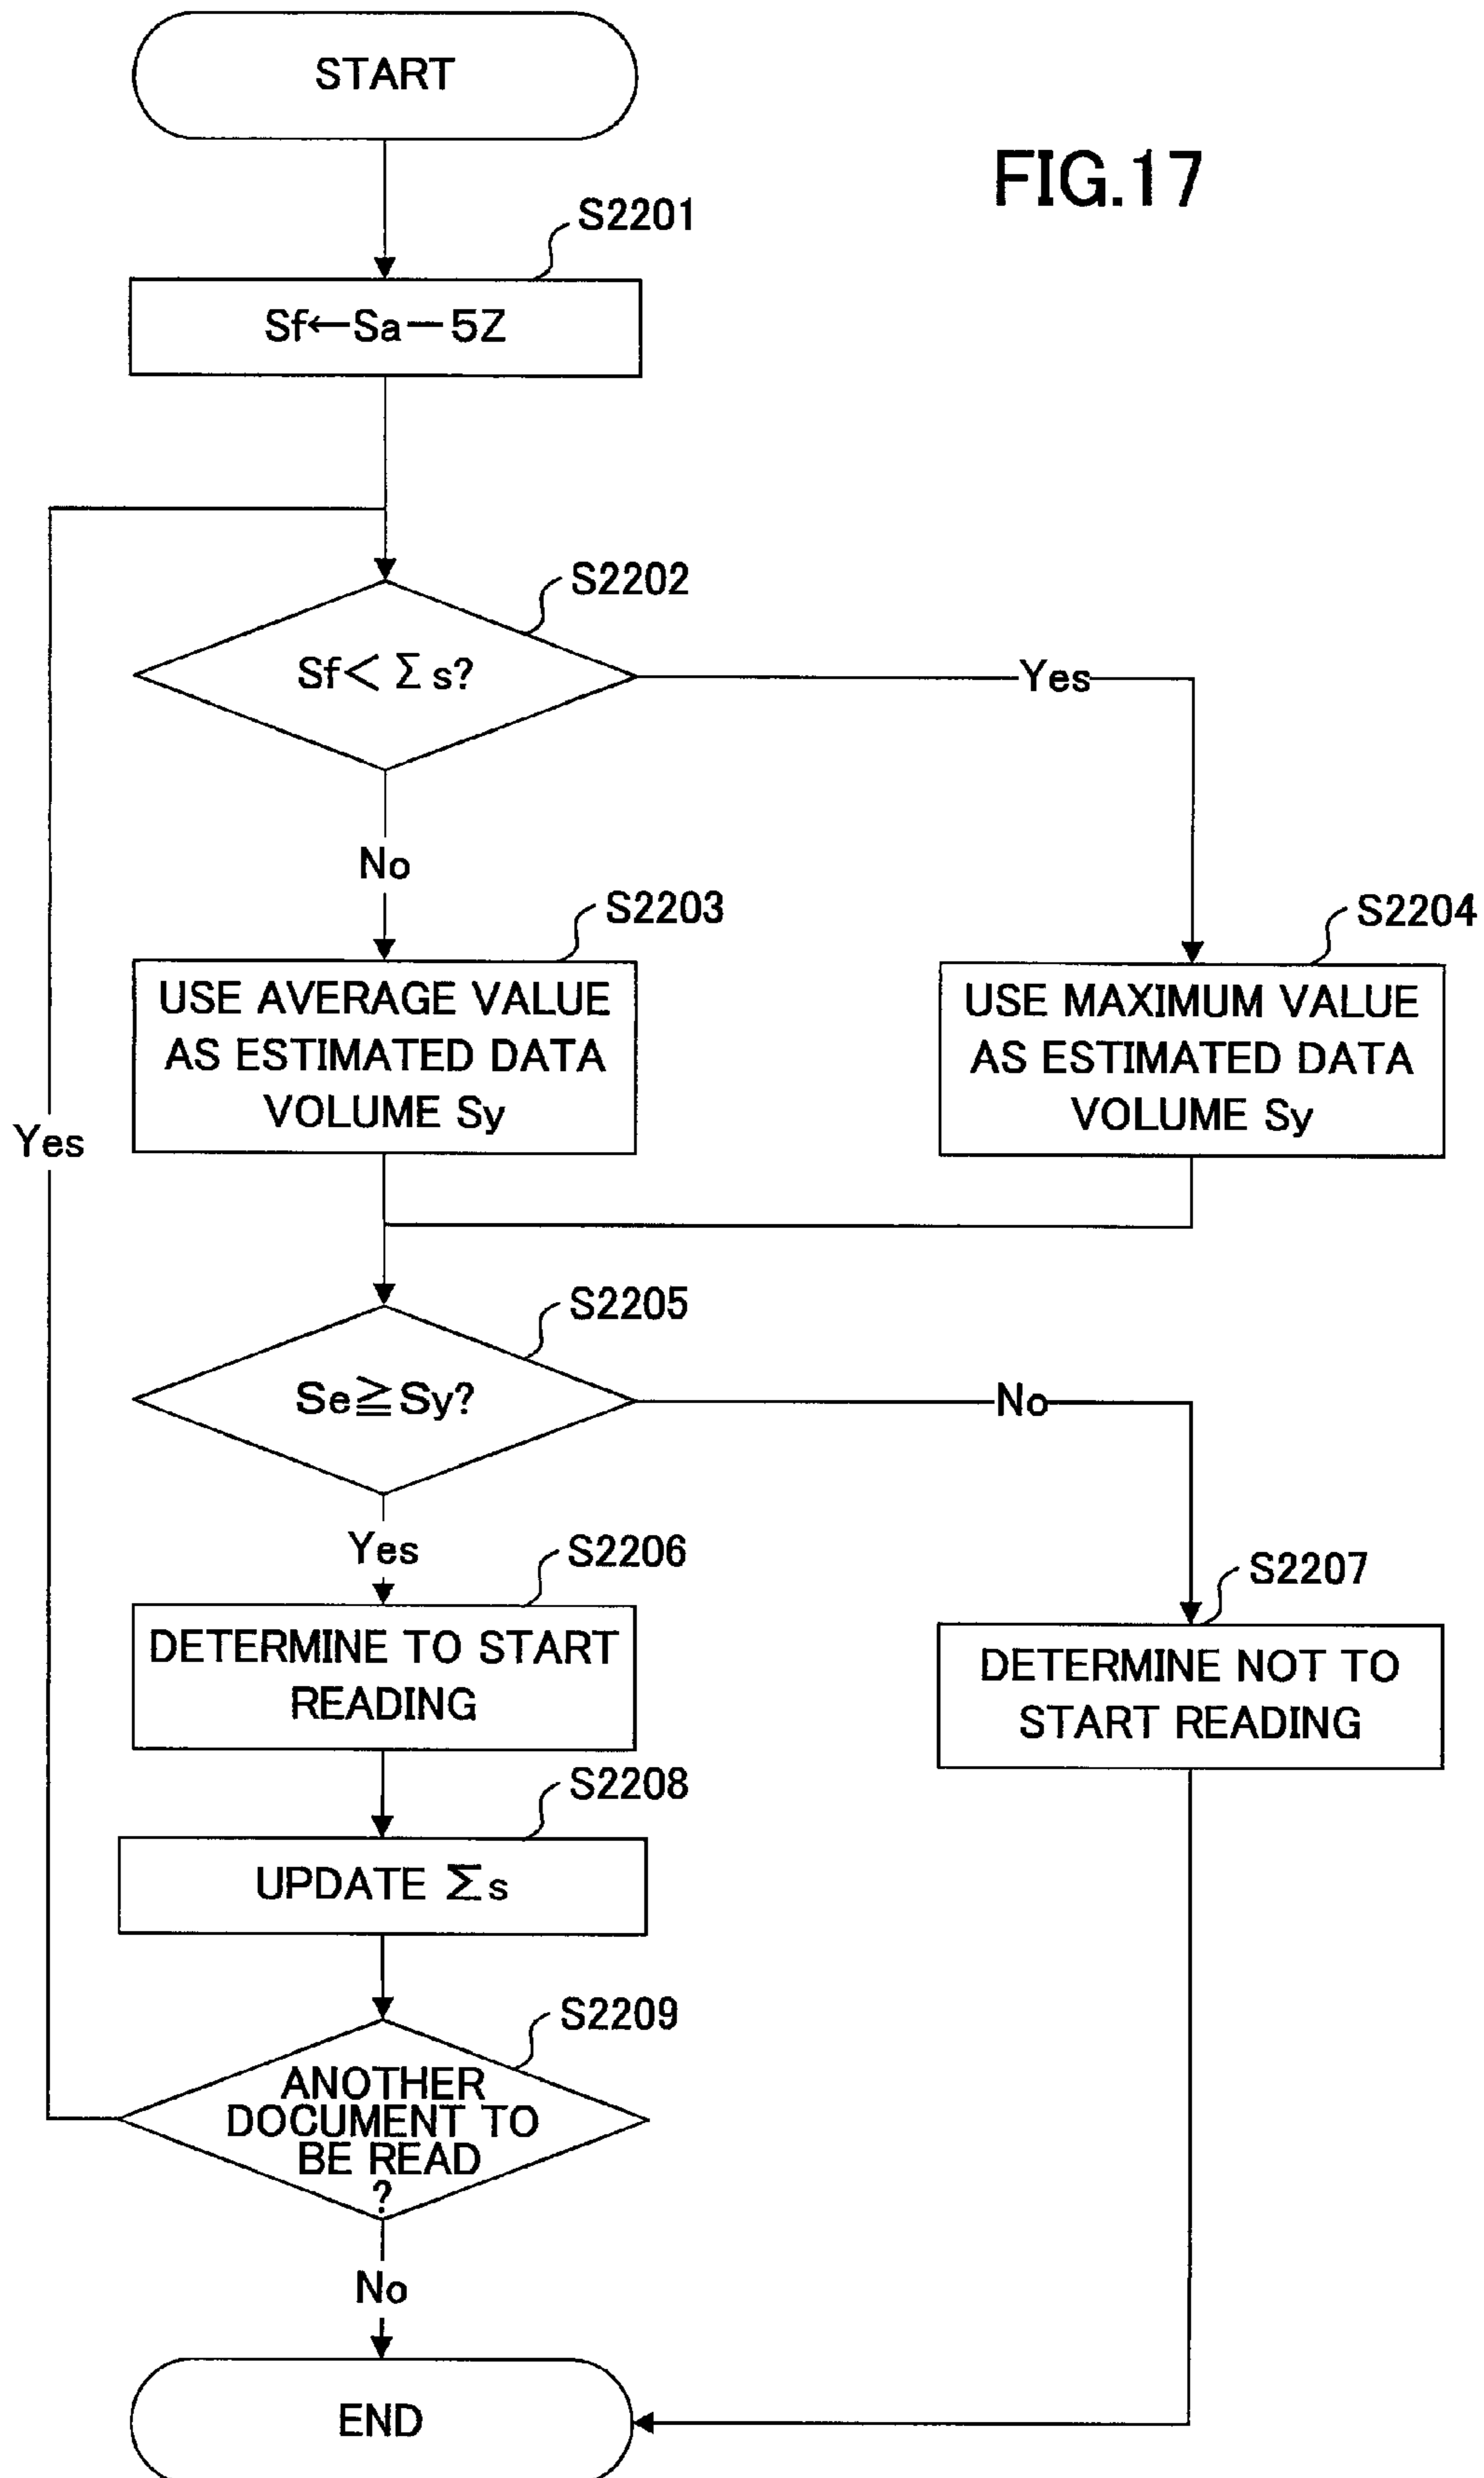 START
FIG.17
S2201
Sf←Sa−5Z
S2202
Sf< Σs?
Yes
No
S2203
S2204
USE AVERAGE VALUE
AS ESTIMATED DATA
VOLUME Sy
USE MAXIMUM VALUE
AS ESTIMATED DATA
VOLUME Sy
Yes
S2205
Se≧Sy?
No
Yes
S2206
S2207
DETERMINE TO START
READING
DETERMINE NOT TO
START READING
S2208
UPDATE Σs
S2209
ANOTHER
DOCUMENT TO
BE READ
?
No
END